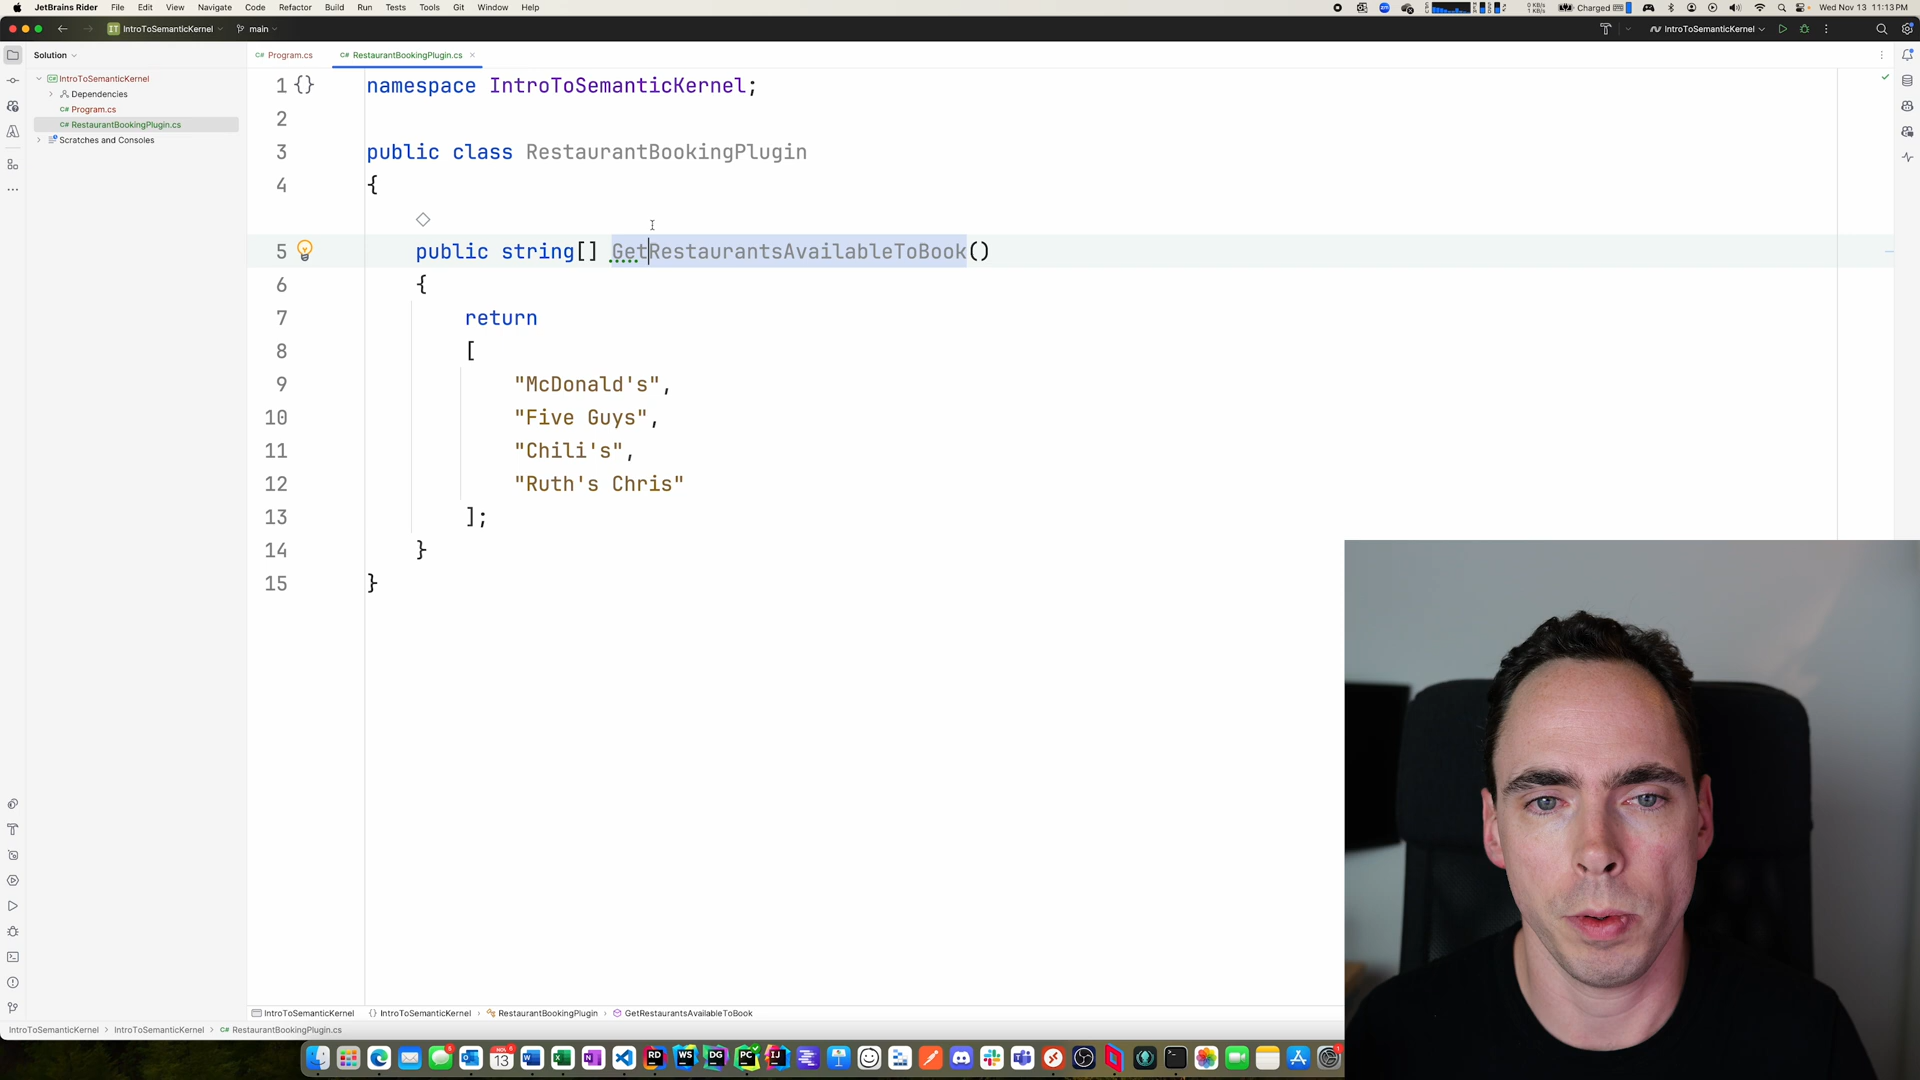 JetBrains Rider File Edit View Navigate Code Refactor Build Run Tests Tools Git Window Help
Charged Wed Nov 13 11:13 PM
IT IntroToSemanticKernel main IntroToSemanticKernel
Solution
Program.cs RestaurantBookingPlugin.cs
IntroToSemanticKernel
Dependencies
C# Program.cs
C# RestaurantBookingPlugin.cs
Scratches and Consoles
1 {} namespace IntroToSemanticKernel;
2
3 public class RestaurantBookingPlugin
4 {
5 public string[] GetRestaurantsAvailableToBook()
6 {
7 return
8 [
9 "McDonald's",
10 "Five Guys",
11 "Chili's",
12 "Ruth's Chris"
13 ];
14 }
15 }
IntroToSemanticKernel {} IntroToSemanticKernel RestaurantBookingPlugin GetRestaurantsAvailableToBook
IntroToSemanticKernel IntroToSemanticKernel C# RestaurantBookingPlugin.cs